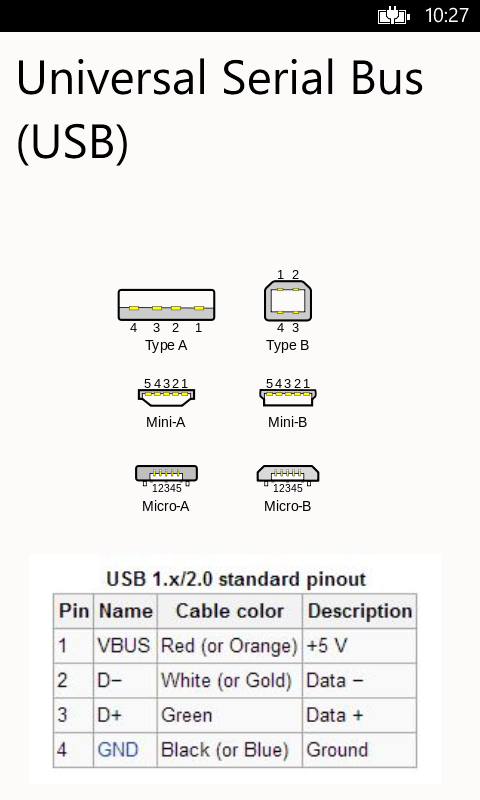 10:27
Universal Serial Bus
(USB)
1 2
4 3 2 1
4 3
Type A
Type B
5 4 3 2 1
5 4 3 2 1
Mini-A
Mini-B
12345
12345
Micro-A
Micro-B
USB 1.x/2.0 standard pinout
Pin Name Cable color Description
1 VBUS Red (or Orange) +5 V
2 D− White (or Gold) Data −
3 D+ Green Data +
4 GND Black (or Blue) Ground